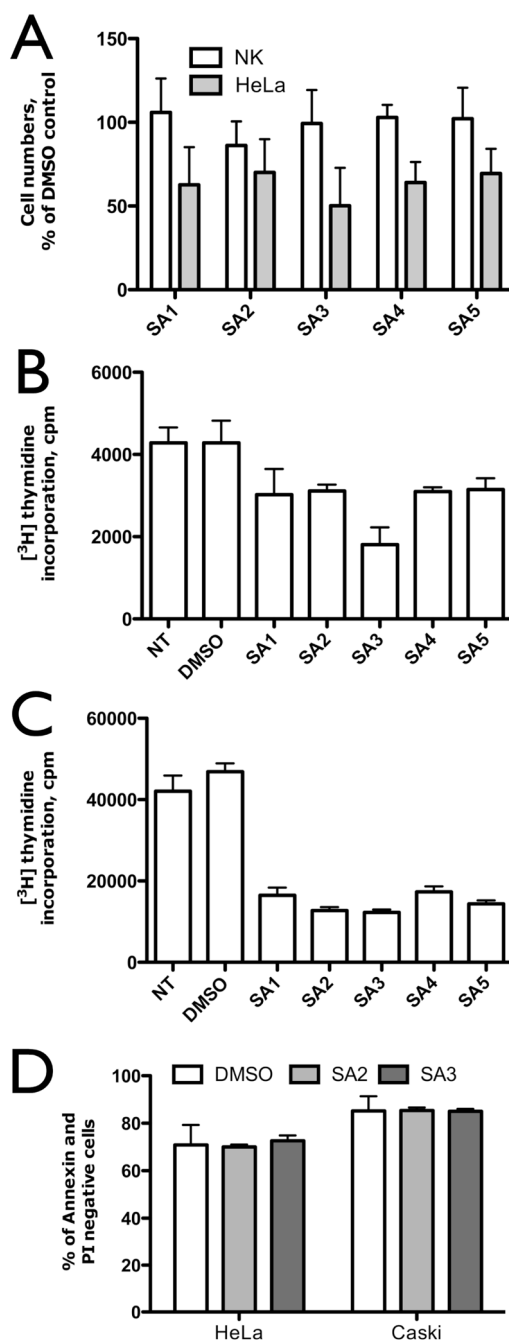 A
Cell numbers,
% of DMSO control
150
100
50
0
NK
HeLa
SA1
SA2
SA3
SA4
SA5
B
[³H] thymidine
incorporation, cpm
6000
4000
2000
0
NT
DMSO
SA1
SA2
SA3
SA4
SA5
C
[³H] thymidine
incorporation, cpm
60000
40000
20000
0
NT
DMSO
SA1
SA2
SA3
SA4
SA5
D
% of Annexin and
PI negative cells
100
80
60
40
20
0
DMSO
SA2
SA3
HeLa
Caski